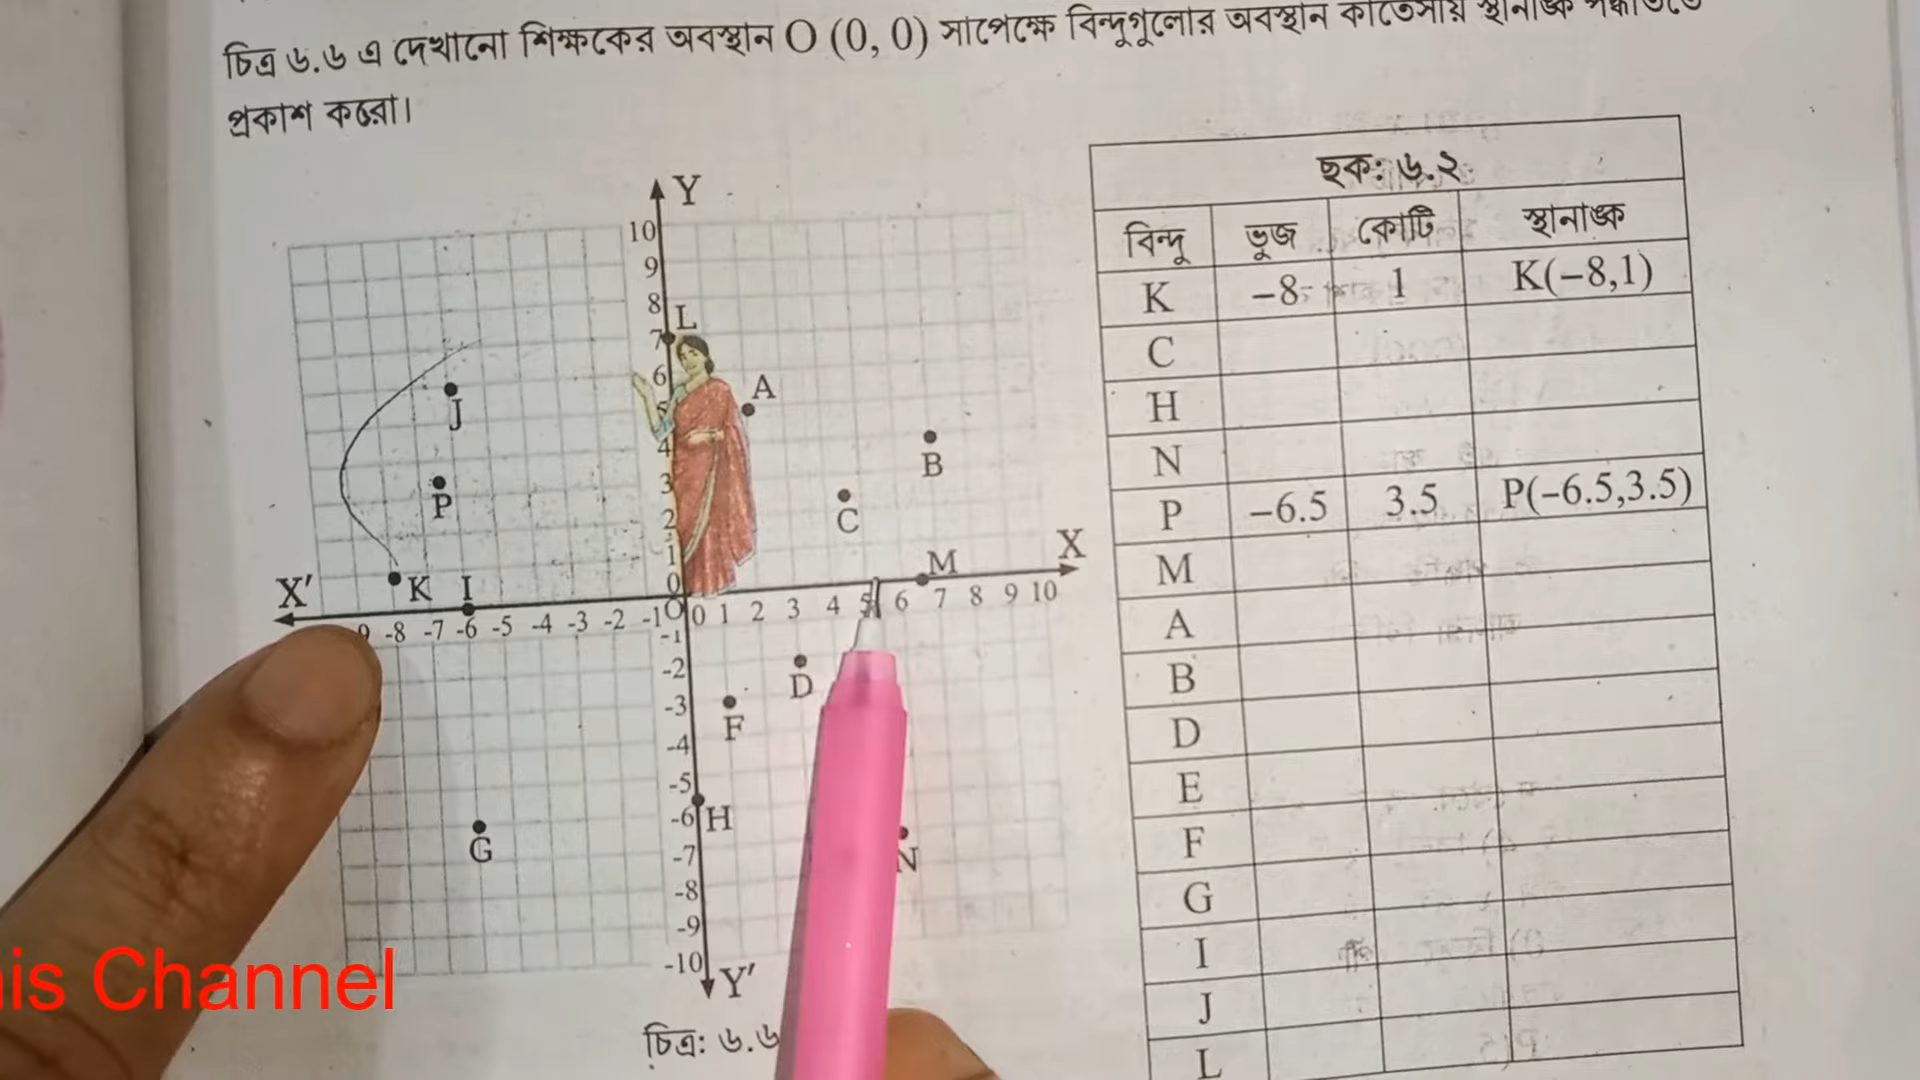 চিত্র ৬.৬ এ দেখানো শিক্ষকের অবস্থান O (0, 0) সাপেক্ষে বিন্দুগুলোর অবস্থান কার্তেসীয় স্থানাঙ্ক পদ্ধতিতে
প্রকাশ করো।
Y
10
9
8 L
7
6 A
5
J
4 B
3
P C
2
1 M X
X′ K I 0
-8 -7 -6 -5 -4 -3 -2 -1 O 0 1 2 3 4 5 6 7 8 9 10
-1
-2 D
-3 F
-4
-5
-6 H
G
-7 N
-8
-9
-10 Y′
চিত্র: ৬.৬
ছক: ৬.২
বিন্দু ভুজ কোটি স্থানাঙ্ক
K −8 1 K(−8,1)
C
H
N
P −6.5 3.5 P(−6.5,3.5)
M
A
B
D
E
F
G
I
J
L
is Channel